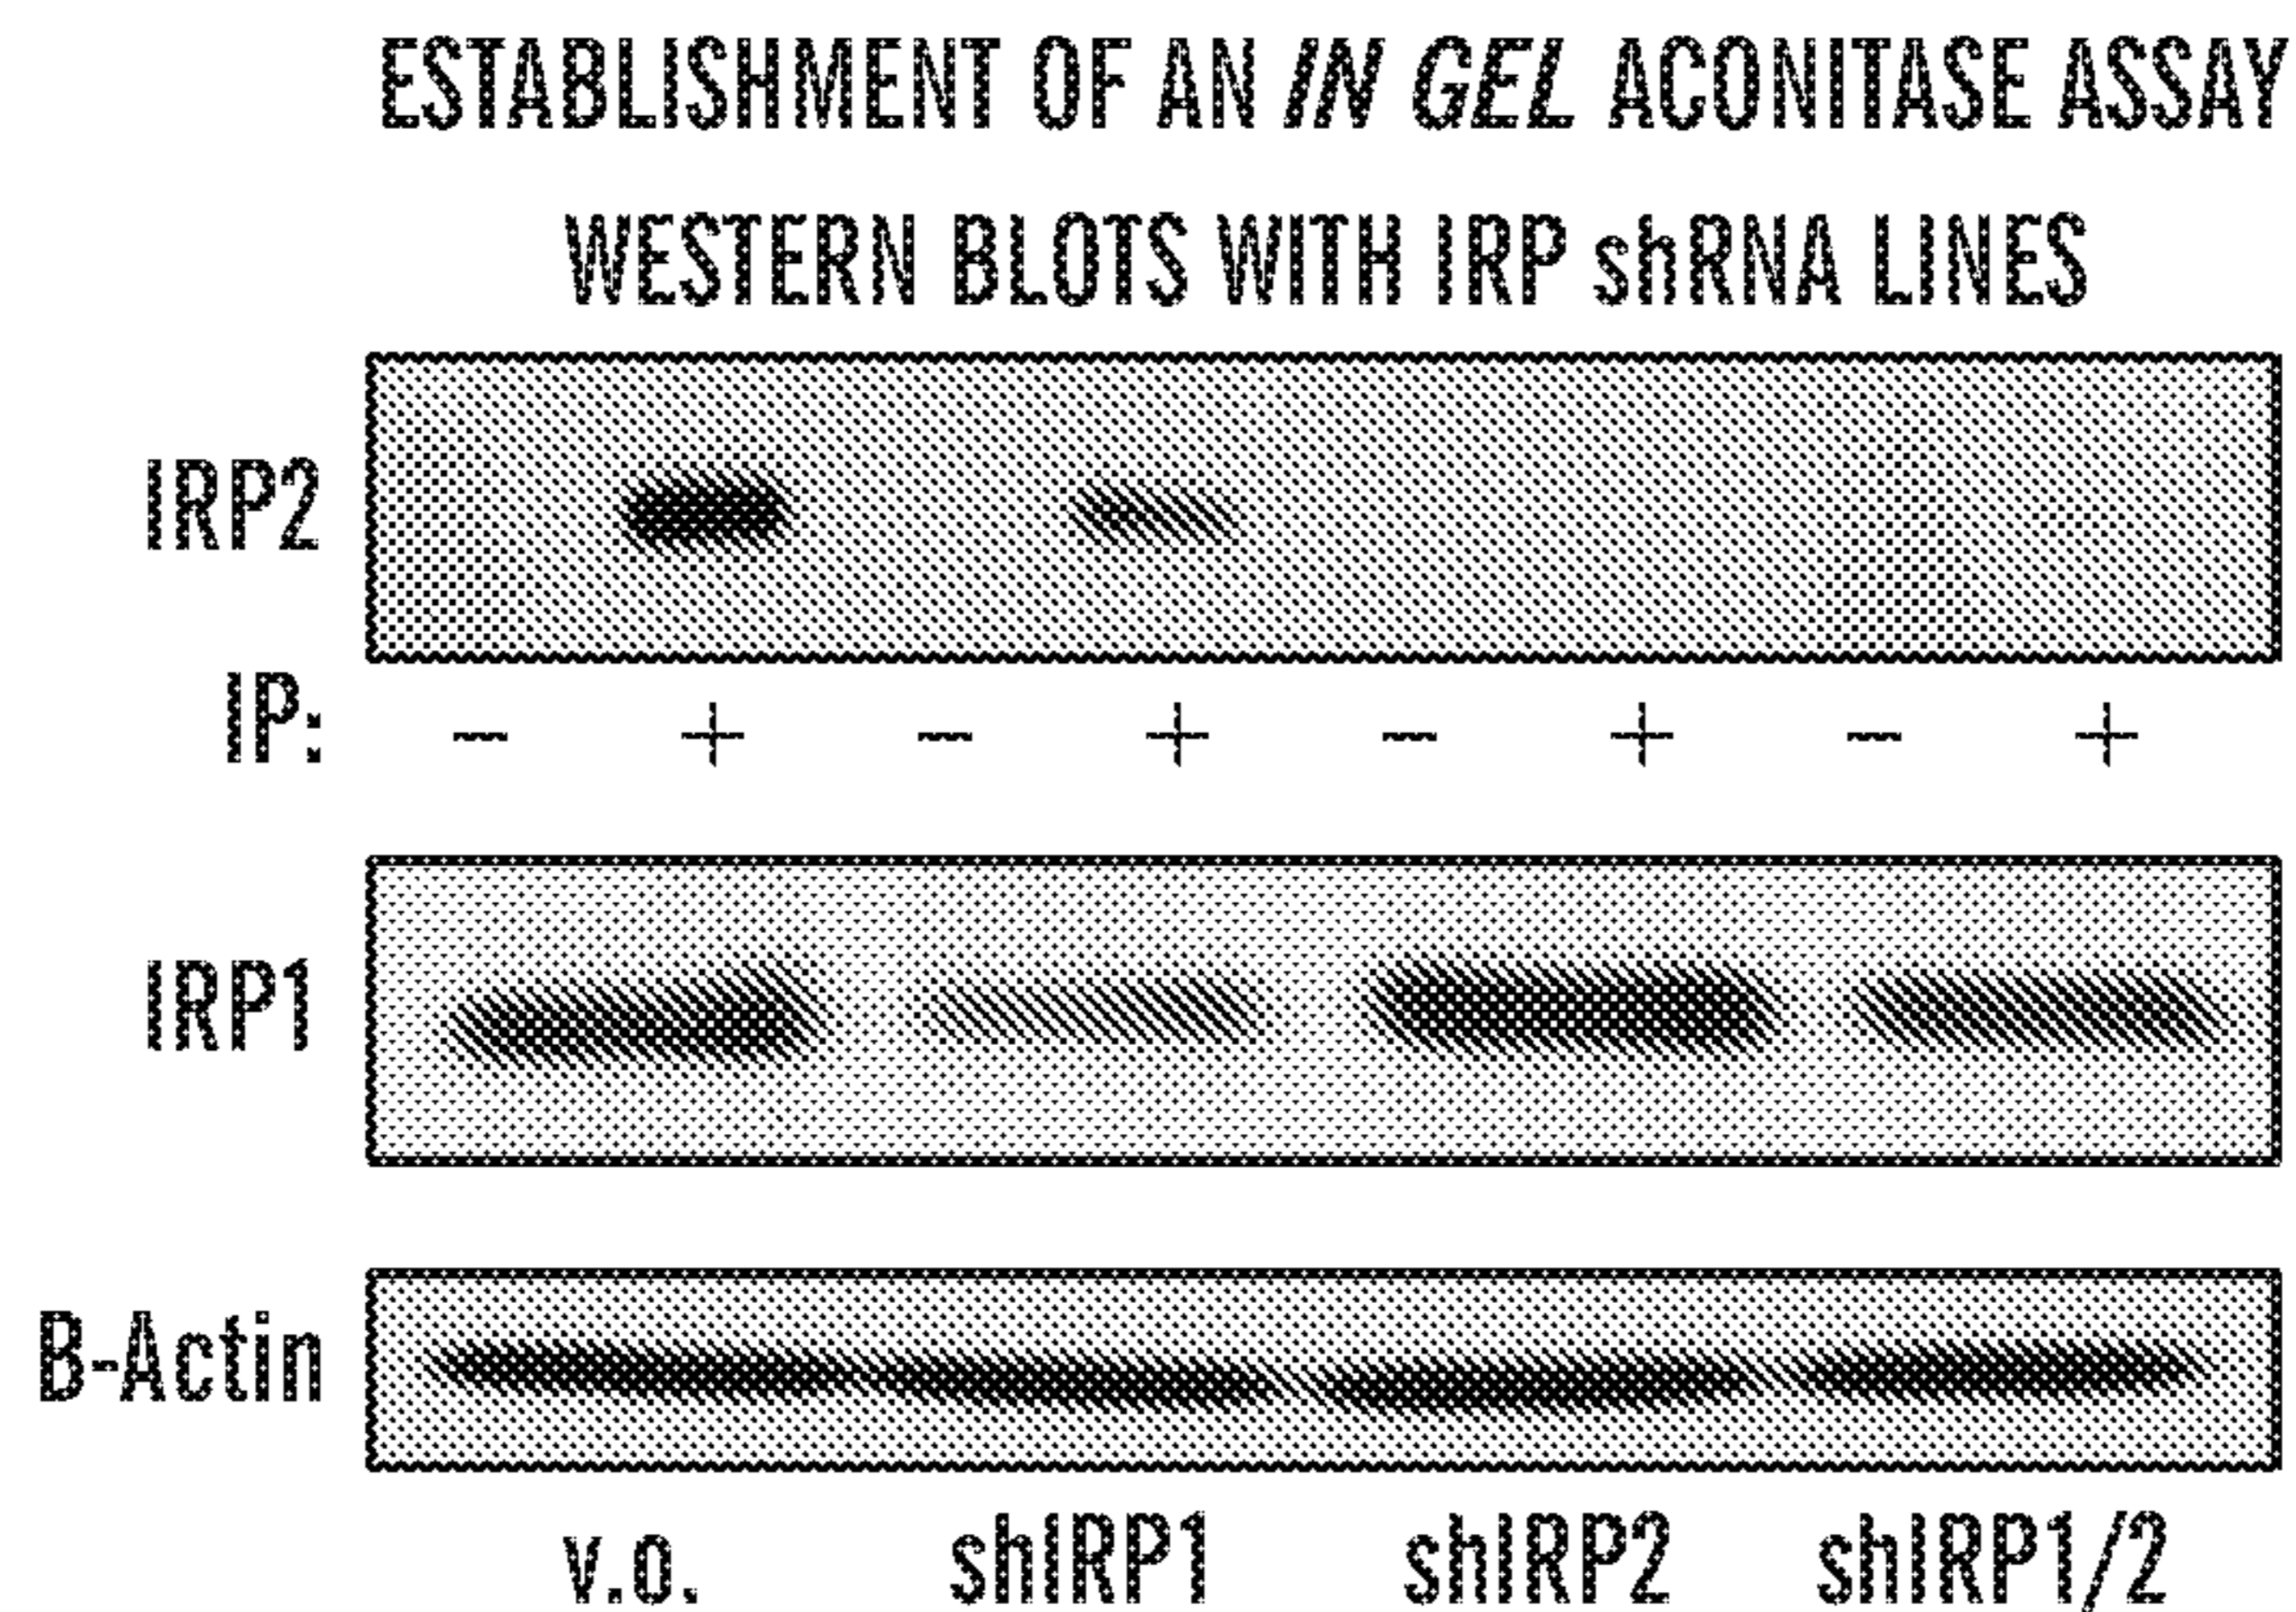 ESTABLISHMENT OF AN IN GEL ACONITASE ASSAY
WESTERN BLOTS WITH IRP shRNA LINES
IRP2
IP: – + – + – + – +
IRP1
B-Actin
v.o. shIRP1 shIRP2 shIRP1/2